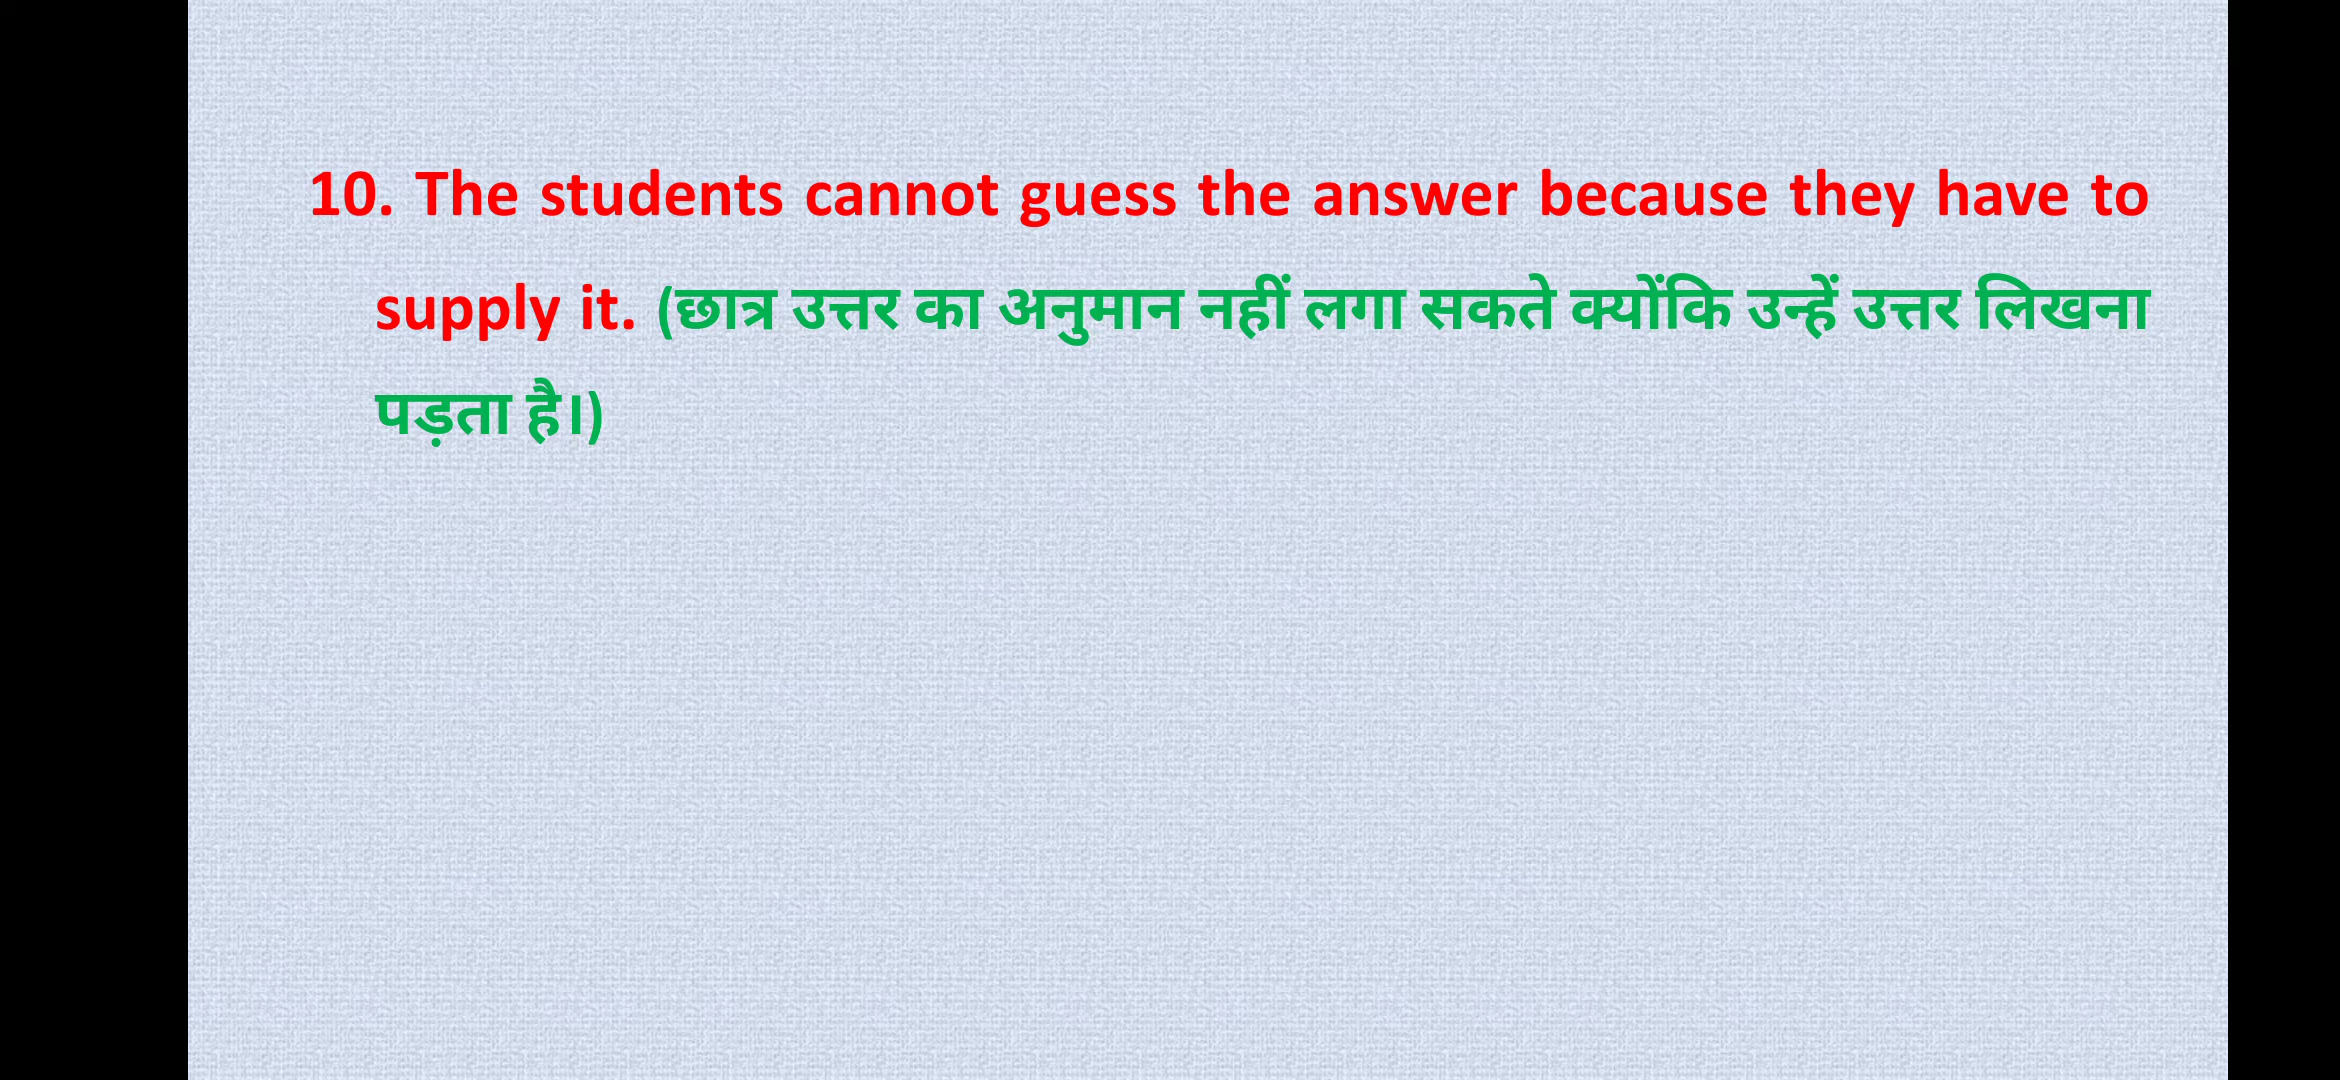 10. The students cannot guess the answer because they have to
supply it. (छात्र उत्तर का अनुमान नहीं लगा सकते क्योंकि उन्हें उत्तर लिखना
पड़ता है।)